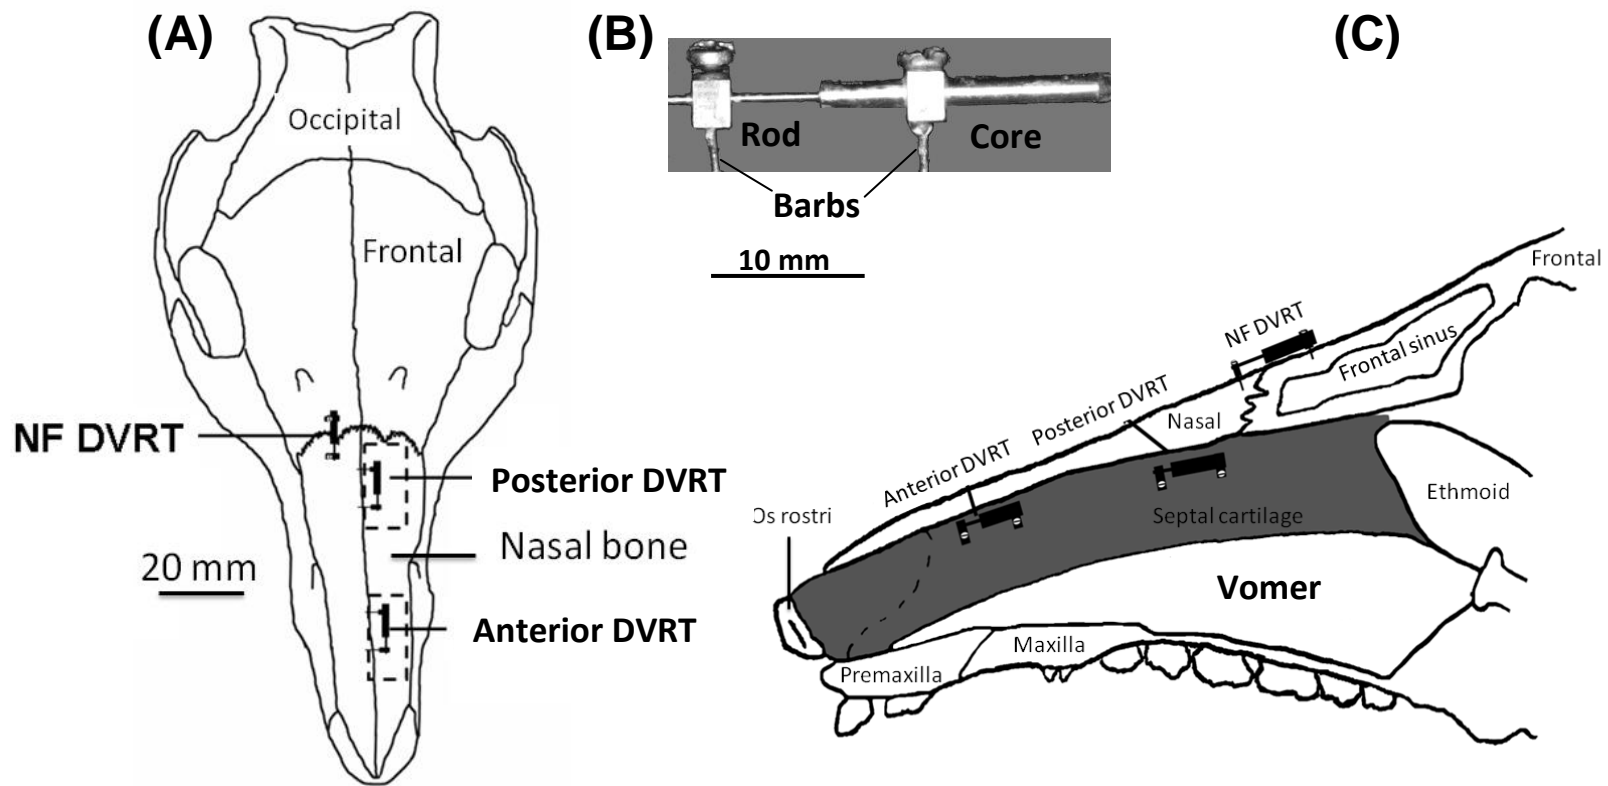 (A)
Occipital
Frontal
NF DVRT
Posterior DVRT
Nasal bone
20 mm
Anterior DVRT
(B)
Rod
Core
Barbs
10 mm
(C)
Frontal
NF DVRT
Frontal sinus
Posterior DVRT
Nasal
Anterior DVRT
Os rostri
Septal cartilage
Ethmoid
Vomer
Maxilla
Premaxilla